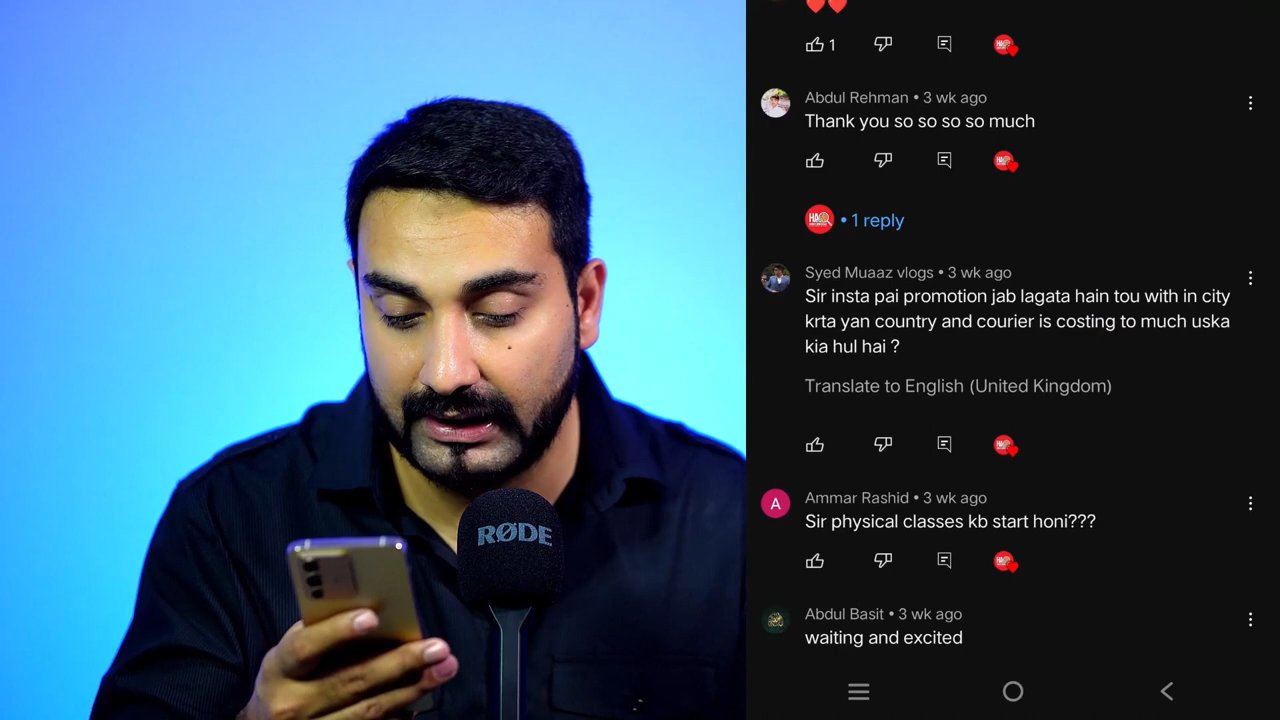 1
Abdul Rehman • 3 wk ago
Thank you so so so so much
HAQ
• 1 reply
Syed Muaaz vlogs • 3 wk ago
Sir insta pai promotion jab lagata hain tou with in city
krta yan country and courier is costing to much uska
kia hul hai ?
Translate to English (United Kingdom)
A
Ammar Rashid • 3 wk ago
Sir physical classes kb start honi???
Abdul Basit • 3 wk ago
waiting and excited
RØDE